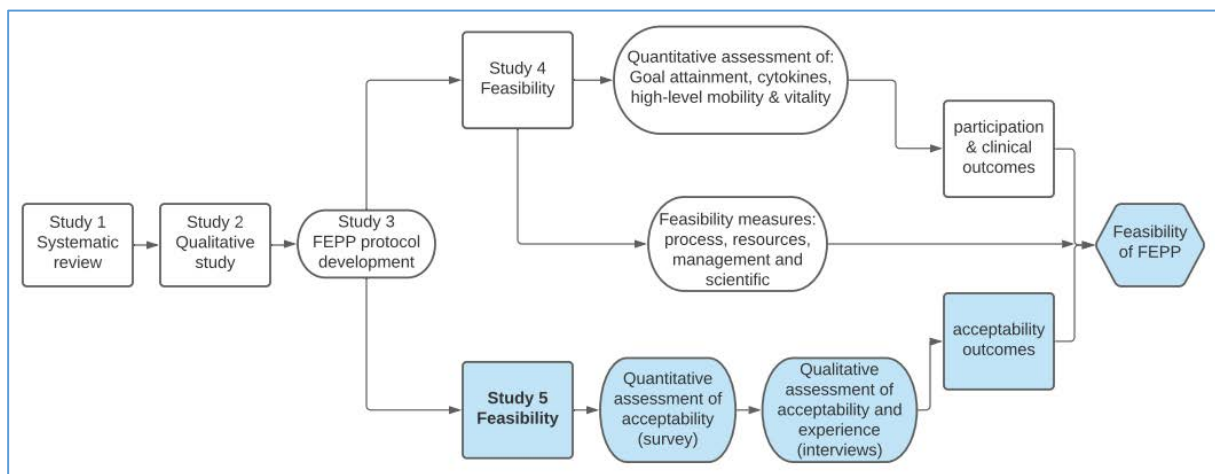 Study 1
Systematic
review
Study 2
Qualitative
study
Study 3
FEPP protocol
development
Study 4
Feasibility
Quantitative assessment of:
Goal attainment, cytokines,
high-level mobility & vitality
participation
& clinical
outcomes
Feasibility measures:
process, resources,
management and
scientific
Feasibility
of FEPP
Study 5
Feasibility
Quantitative
assessment of
acceptability
(survey)
Qualitative
assessment of
acceptability and
experience
(interviews)
acceptability
outcomes